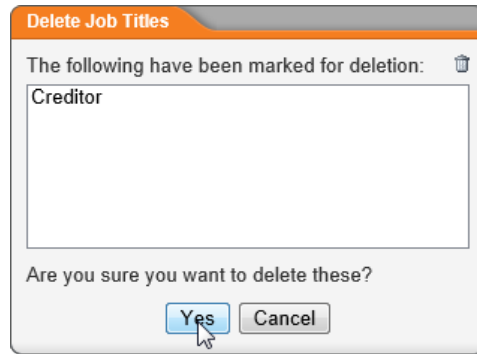 Delete Job Titles
The following have been marked for deletion:
Creditor
Are you sure you want to delete these?
Yes Cancel